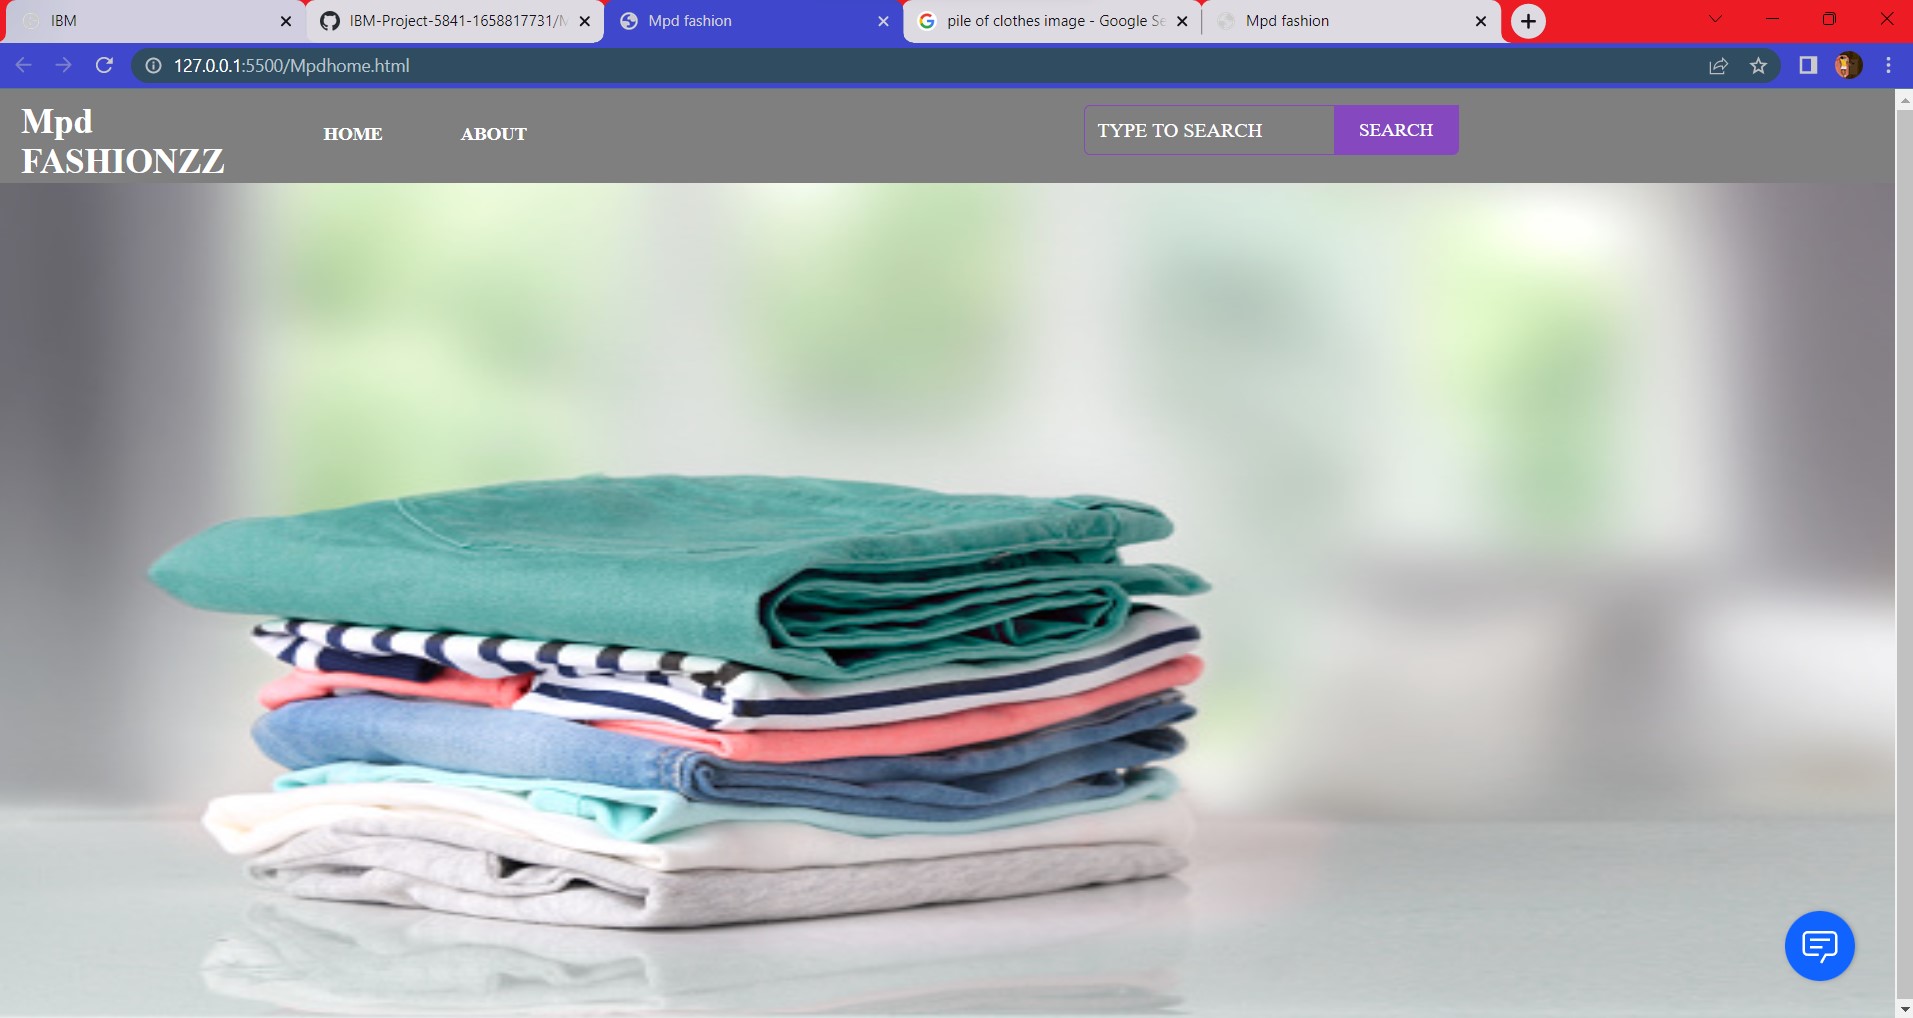 IBM
IBM-Project-5841-1658817731/M
Mpd fashion
pile of clothes image - Google Se
Mpd fashion
127.0.0.1:5500/Mpdhome.html
Mpd
FASHIONZZ
HOME
ABOUT
TYPE TO SEARCH
SEARCH